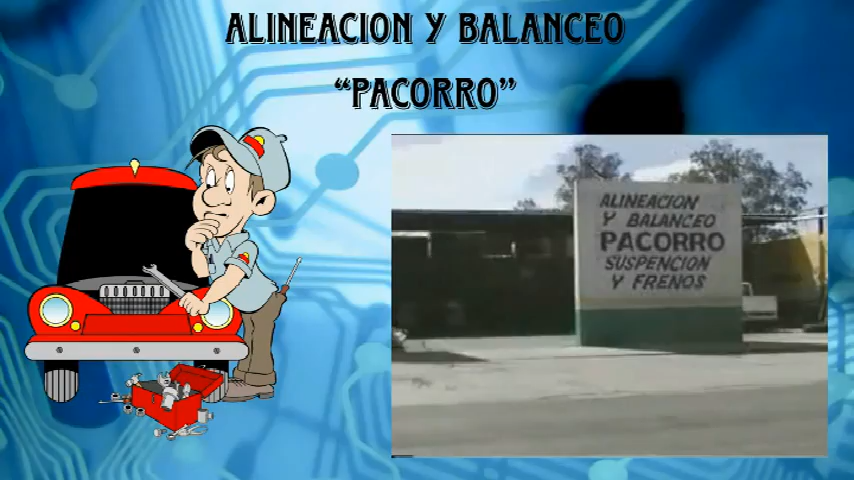 ALINEACION Y BALANCEO
“PACORRO”
ALINEACION
Y BALANCEO
PACORRO
SUSPENCION
Y FRENOS